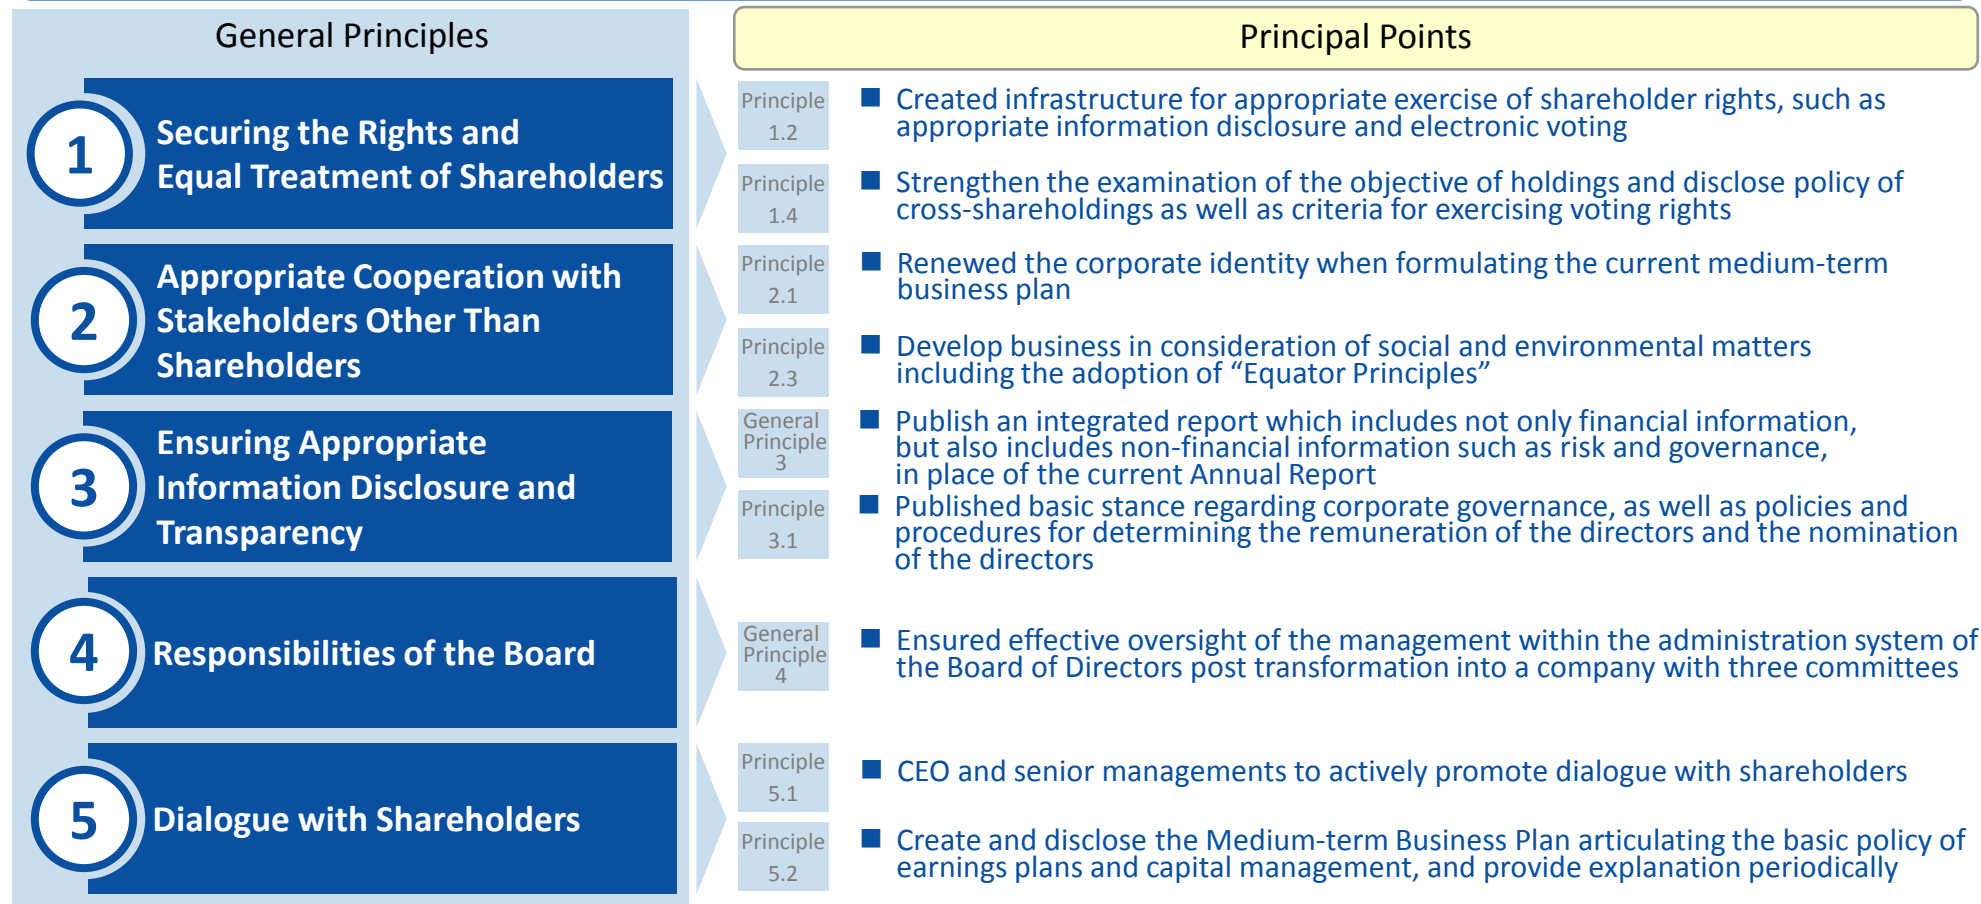 General Principles
Principal Points
1
Securing the Rights and
Equal Treatment of Shareholders
Principle
1.2
■ Created infrastructure for appropriate exercise of shareholder rights, such as
appropriate information disclosure and electronic voting
Principle
1.4
■ Strengthen the examination of the objective of holdings and disclose policy of
cross-shareholdings as well as criteria for exercising voting rights
2
Appropriate Cooperation with
Stakeholders Other Than
Shareholders
Principle
2.1
■ Renewed the corporate identity when formulating the current medium-term
business plan
Principle
2.3
■ Develop business in consideration of social and environmental matters
including the adoption of “Equator Principles”
3
Ensuring Appropriate
Information Disclosure and
Transparency
General
Principle
3
■ Publish an integrated report which includes not only financial information,
but also includes non-financial information such as risk and governance,
in place of the current Annual Report
Principle
3.1
■ Published basic stance regarding corporate governance, as well as policies and
procedures for determining the remuneration of the directors and the nomination
of the directors
4
Responsibilities of the Board
General
Principle
4
■ Ensured effective oversight of the management within the administration system of
the Board of Directors post transformation into a company with three committees
5
Dialogue with Shareholders
Principle
5.1
■ CEO and senior managements to actively promote dialogue with shareholders
Principle
5.2
■ Create and disclose the Medium-term Business Plan articulating the basic policy of
earnings plans and capital management, and provide explanation periodically